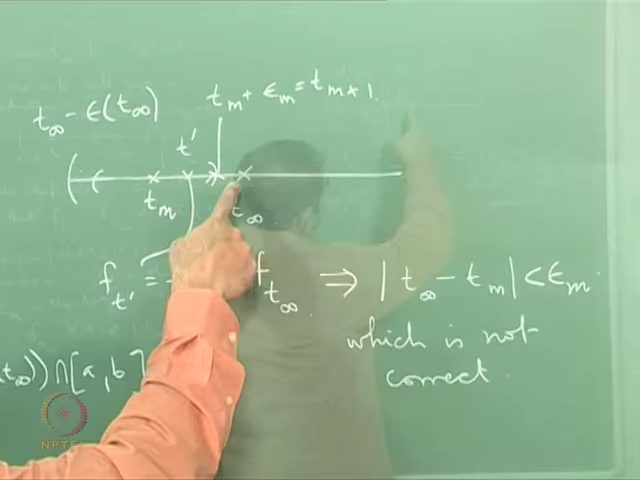 t∞ - ϵ(t∞)
tm + ϵm = tm+1.
t'
tm
t∞
ft' = ft∞ ⇒ |t∞ - tm| < ϵm.
which is not
correct.
t∞)) ∩ [a, b]
NPTEL